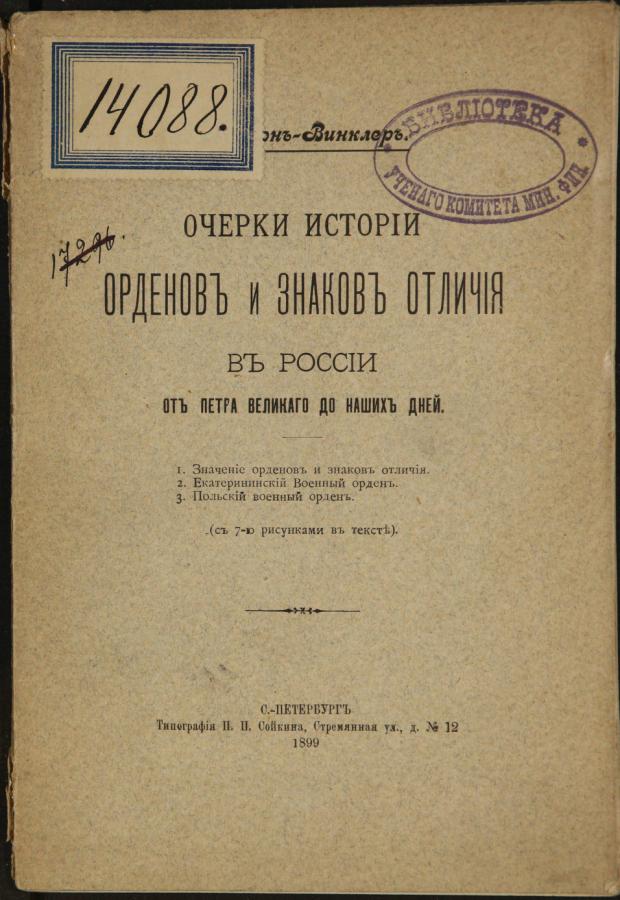 14088.
онъ-Винклеръ.
БИБЛІОТЕКА
УЧЕНАГО КОМИТЕТА МИН. ФИН.
17296.
ОЧЕРКИ ИСТОРІИ
ОРДЕНОВЪ и ЗНАКОВЪ ОТЛИЧІЯ
ВЪ РОССІИ
ОТЪ ПЕТРА ВЕЛИКАГО ДО НАШИХЪ ДНЕЙ.
1. Значеніе орденовъ и знаковъ отличія.
2. Екатерининскій Военный орденъ.
3. Польскій военный орденъ.
(съ 7-ю рисунками въ текстѣ).
С.-ПЕТЕРБУРГЪ
Типографія П. П. Сойкина, Стремянная ул., д. № 12
1899